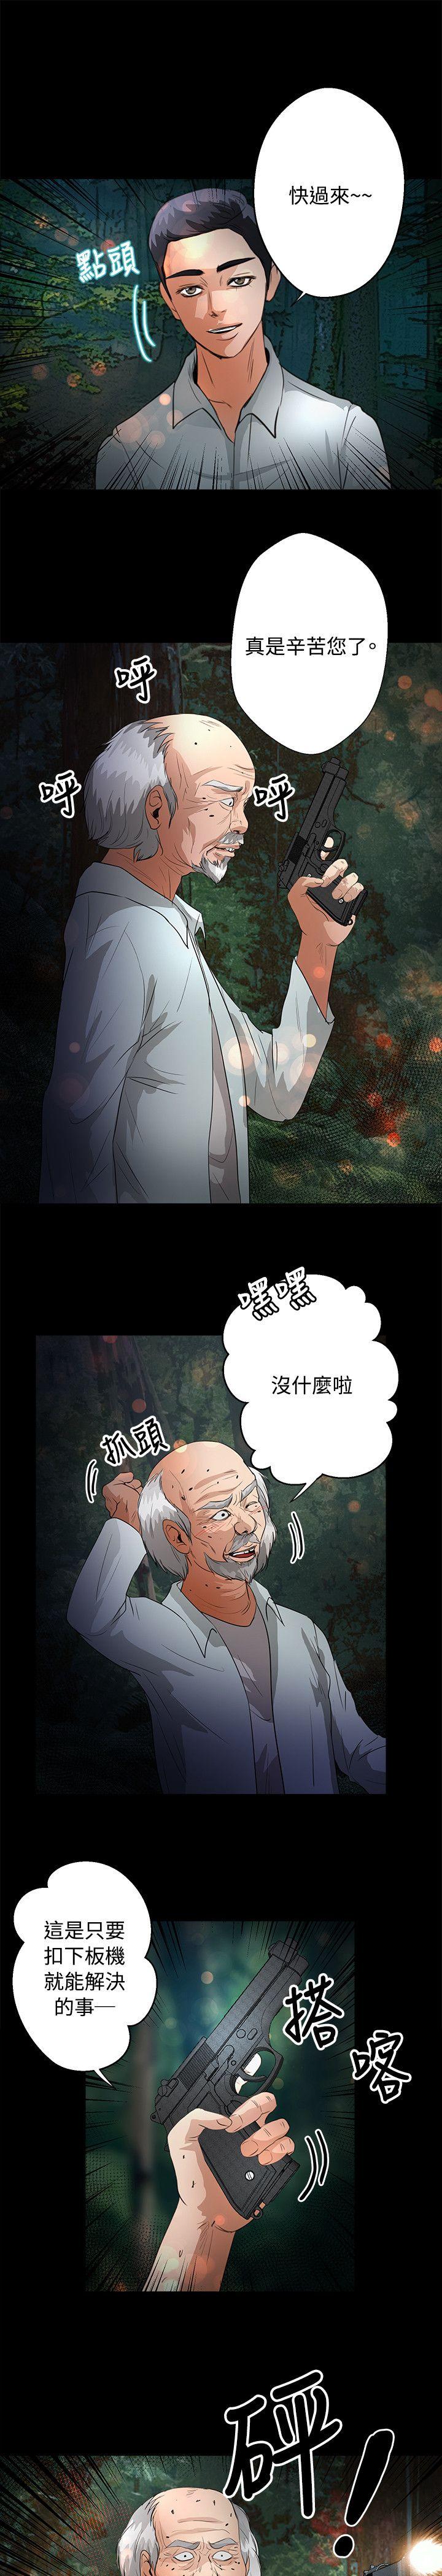 快過來~~
點頭
真是辛苦您了。
呼
呼
呼
嘿嘿
沒什麼啦
抓頭
這是只要
扣下板機
就能解決
的事—
搭
喀
砰!